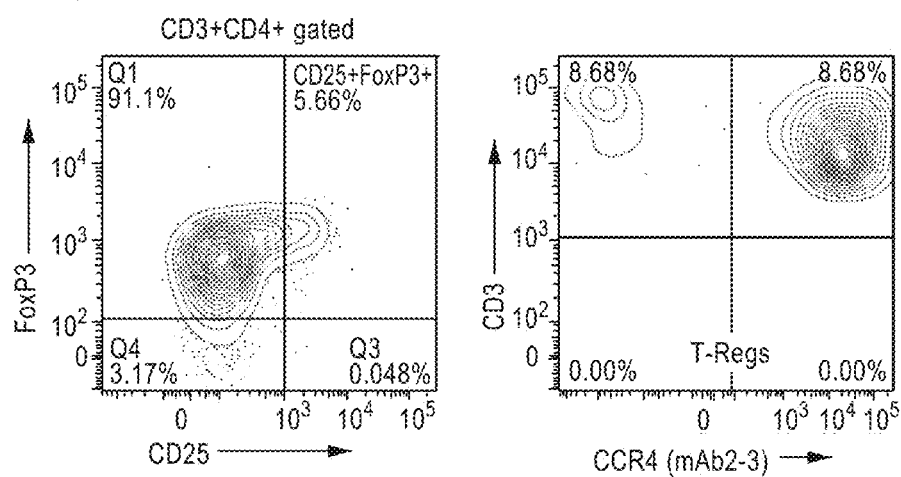 CD3+CD4+ gated
Q1
91.1%
CD25+FoxP3+
5.66%
10^5
10^4
10^3
10^2
0
FoxP3
Q4
3.17%
Q3
0.048%
0
10^3
10^4
10^5
CD25
8.68%
8.68%
10^5
10^4
10^3
10^2
0
CD3
T-Regs
0.00%
0.00%
0
10^3
10^4
10^5
CCR4 (mAb2-3)